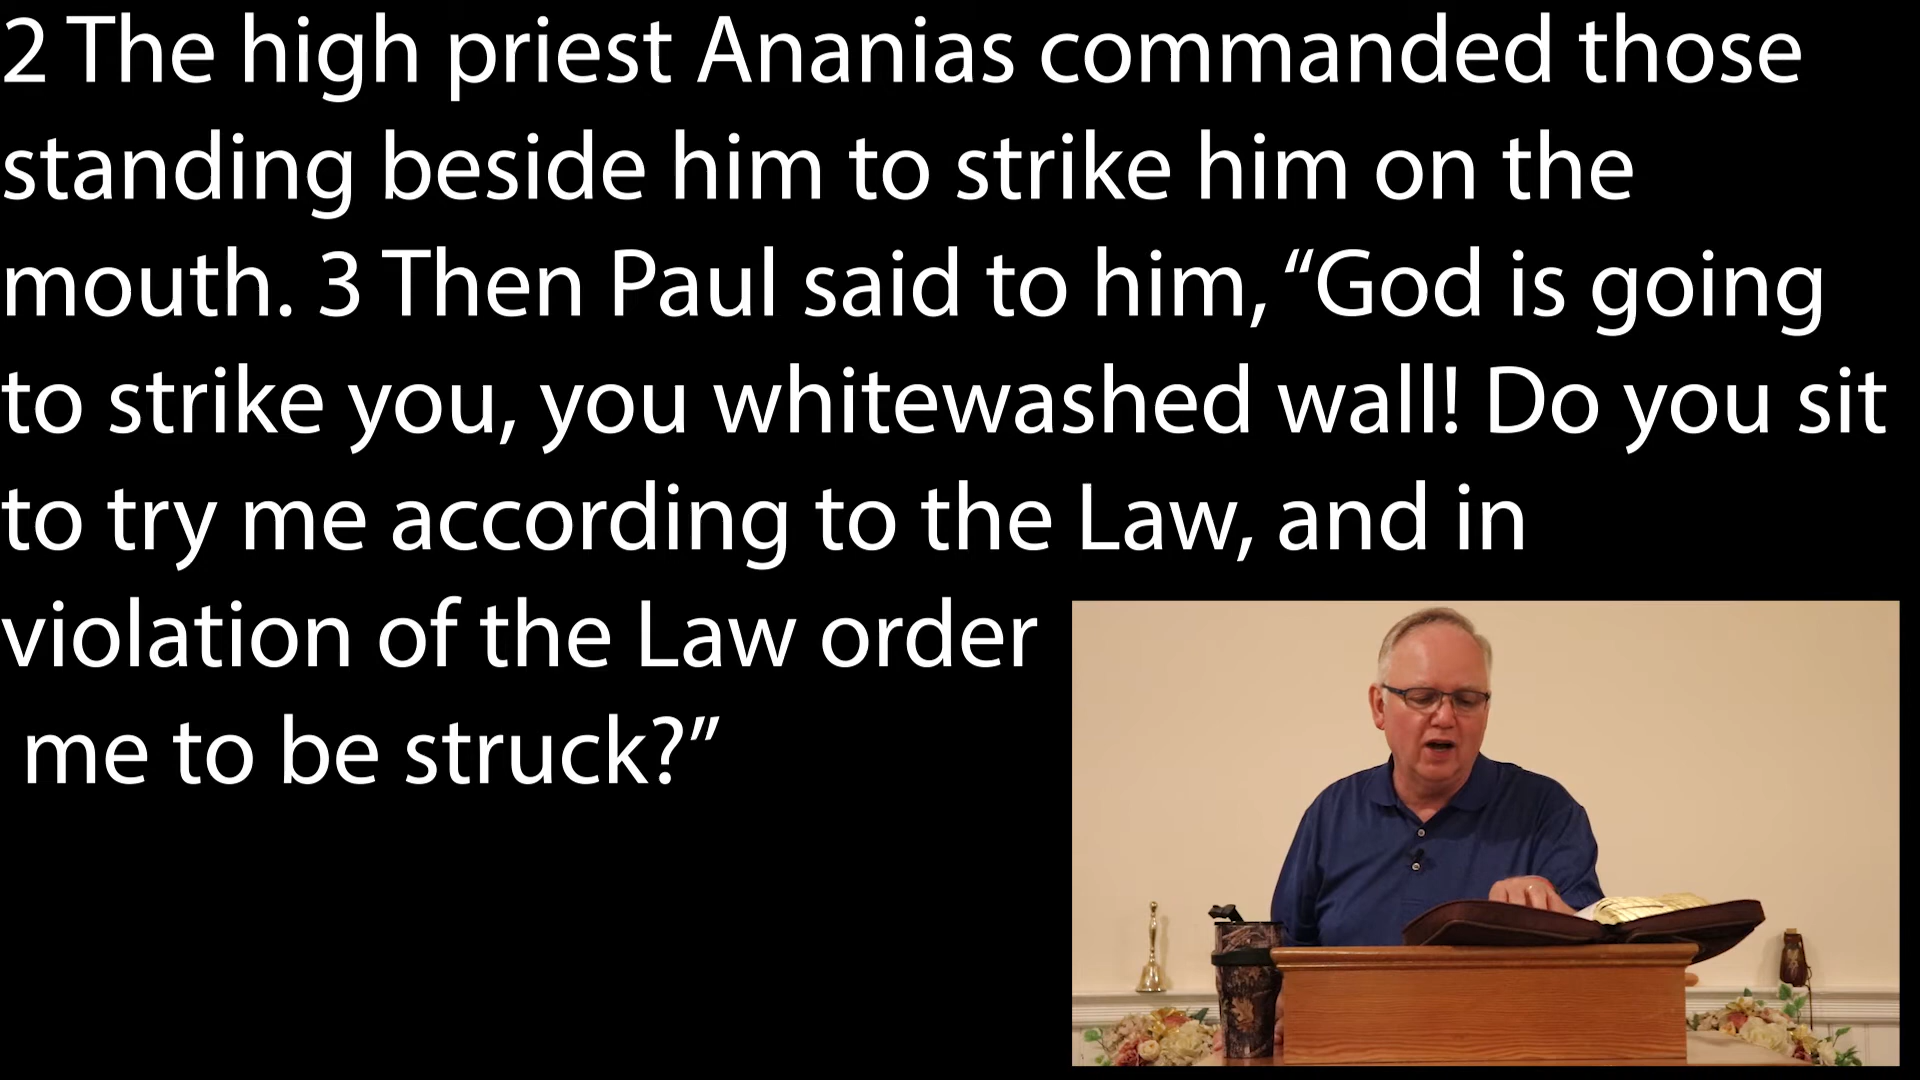 2 The high priest Ananias commanded those
standing beside him to strike him on the
mouth. 3 Then Paul said to him, “God is going
to strike you, you whitewashed wall! Do you sit
to try me according to the Law, and in
violation of the Law order
me to be struck?”